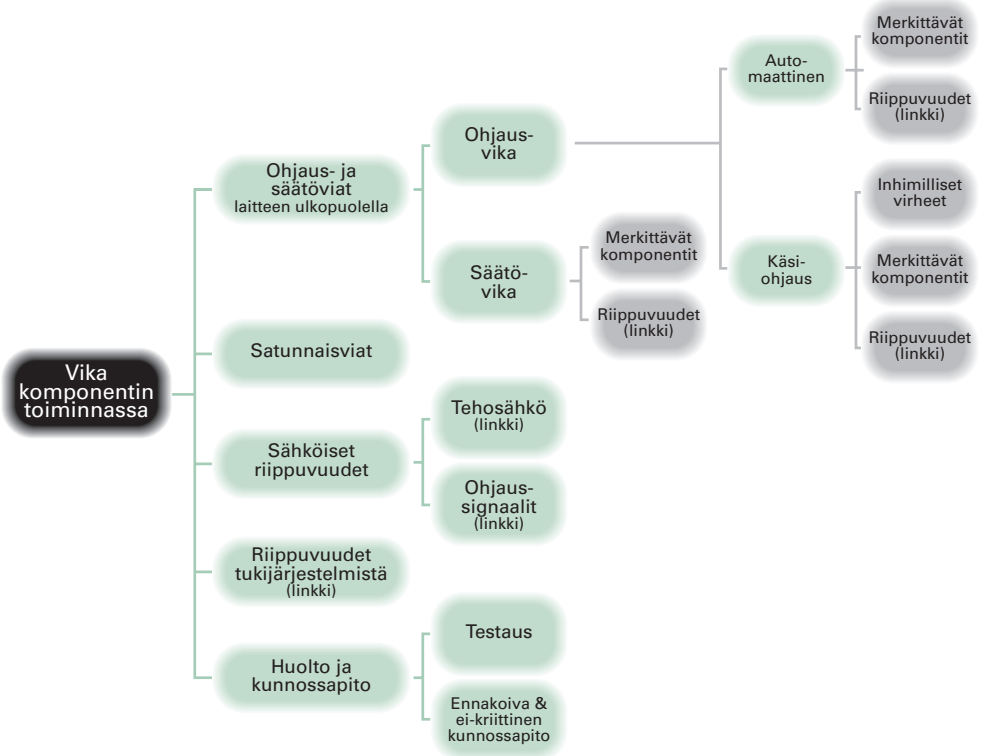 Vika
komponentin
toiminnassa
Ohjaus- ja
säätöviat
laitteen ulkopuolella
Ohjaus-
vika
Auto-
maattinen
Merkittävät
komponentit
Riippuvuudet
(linkki)
Käsi-
ohjaus
Inhimilliset
virheet
Merkittävät
komponentit
Riippuvuudet
(linkki)
Säätö-
vika
Merkittävät
komponentit
Riippuvuudet
(linkki)
Satunnaisviat
Sähköiset
riippuvuudet
Tehosähkö
(linkki)
Ohjaus-
signaalit
(linkki)
Riippuvuudet
tukijärjestelmistä
(linkki)
Huolto ja
kunnossapito
Testaus
Ennakoiva &
ei-kriittinen
kunnossapito